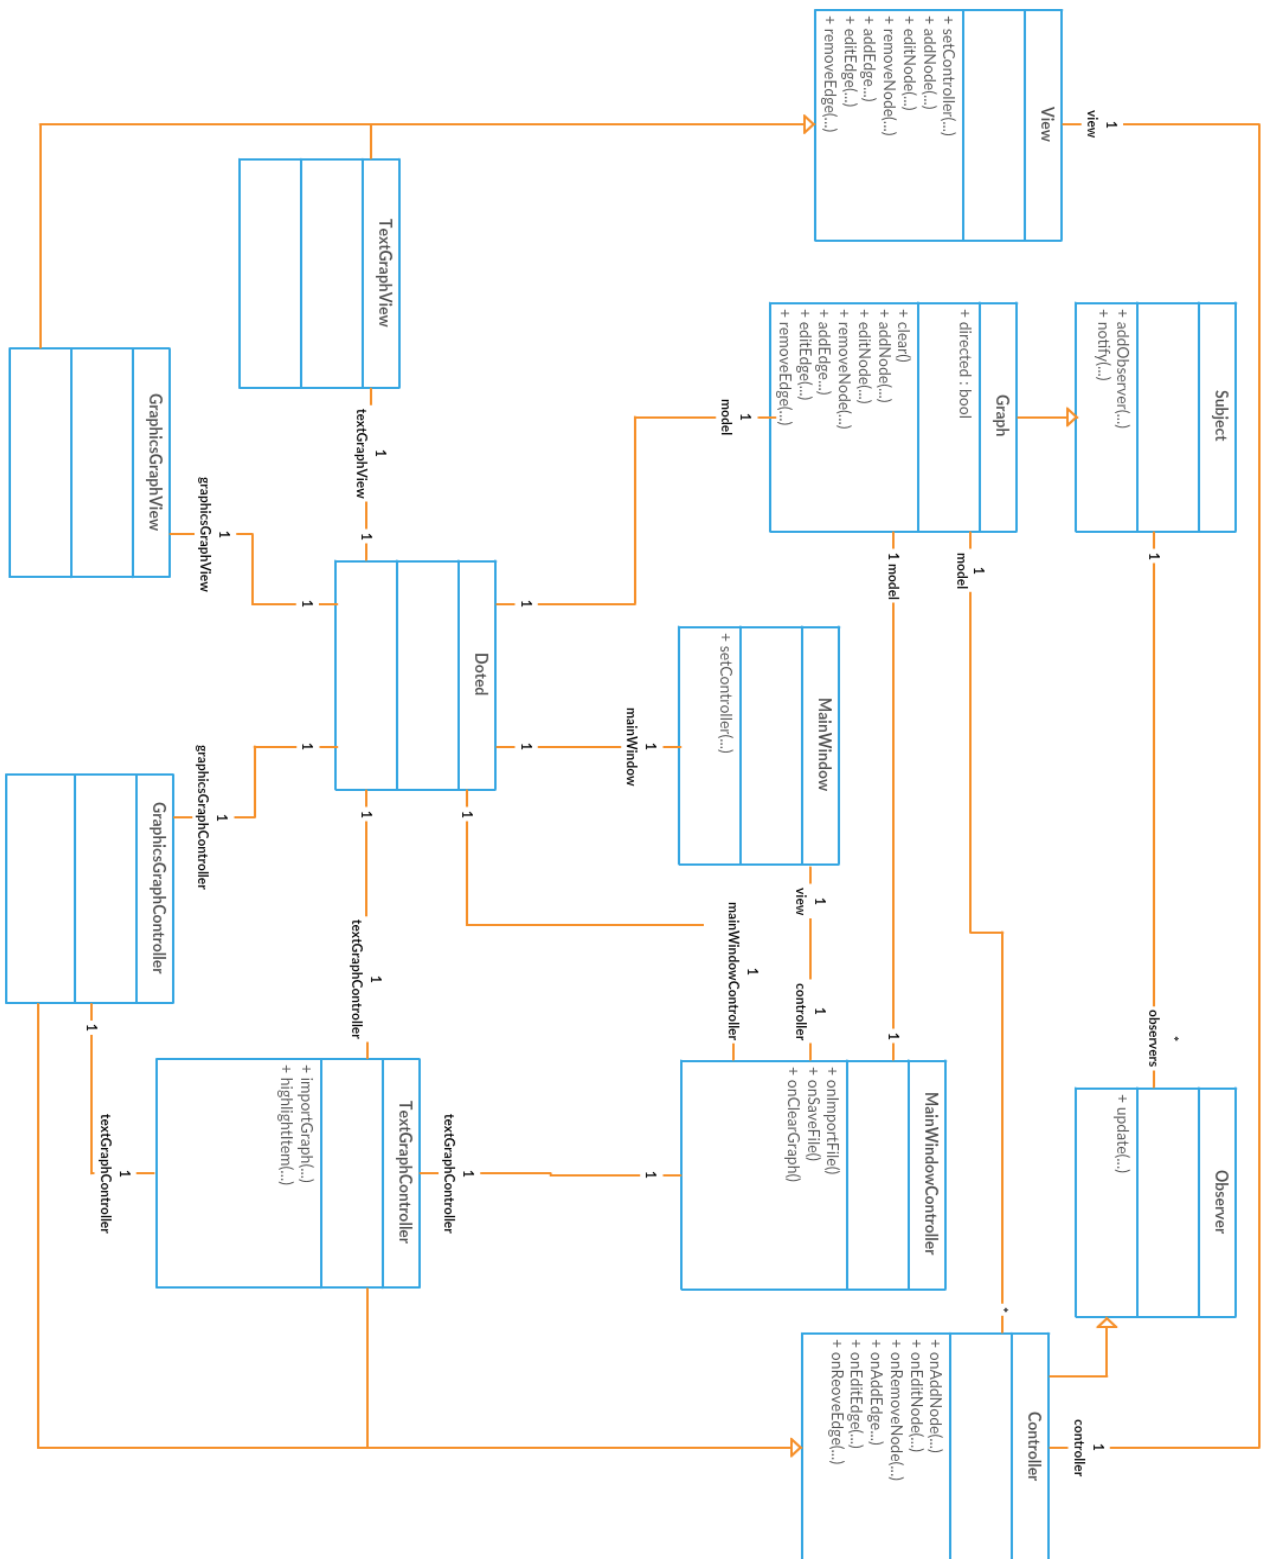 Subject
+ addObserver(...)
+ notify(...)
1
*
observers
Observer
+ update(...)
View
+ setController(...)
+ addNode(...)
+ editNode(...)
+ removeNode(...)
+ addEdge...)
+ editEdge(...)
+ removeEdge(...)
1
view
1
controller
Graph
+ directed : bool
+ clear()
+ addNode(...)
+ editNode(...)
+ removeNode(...)
+ addEdge...)
+ editEdge(...)
+ removeEdge(...)
1
model
1 model
1
model
*
1
Controller
+ onAddNode(...)
+ onEditNode(...)
+ onRemoveNode(...)
+ onAddEdge...)
+ onEditEdge(...)
+ onReoveEdge(...)
MainWindowController
+ onImportFile()
+ onSaveFile()
+ onClearGraph()
MainWindow
+ setController(...)
1
view
1
controller
1
mainWindowController
1
mainWindow
1
1
1
1
textGraphController
1
Doted
TextGraphView
1
textGraphView
1
1
1
textGraphController
TextGraphController
+ importGraph(...)
+ highlightItem(...)
1
1
1
graphicsGraphView
1
graphicsGraphController
GraphicsGraphView
GraphicsGraphController
1
1
textGraphController